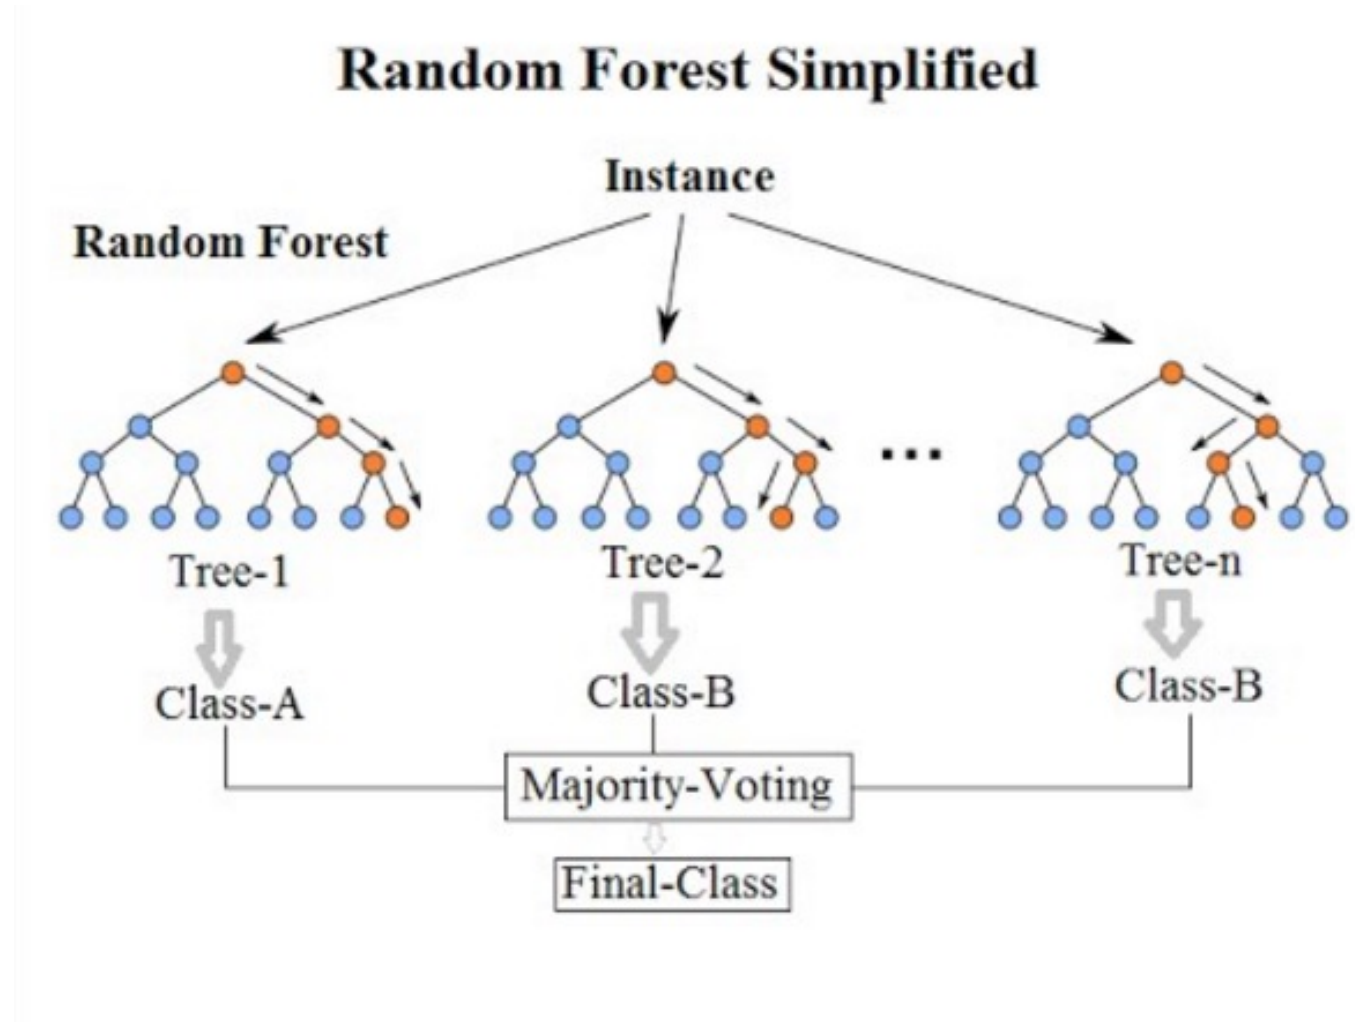 Random Forest Simplified
Instance
Random Forest
...
Tree-1
Tree-2
Tree-n
Class-A
Class-B
Class-B
Majority-Voting
Final-Class